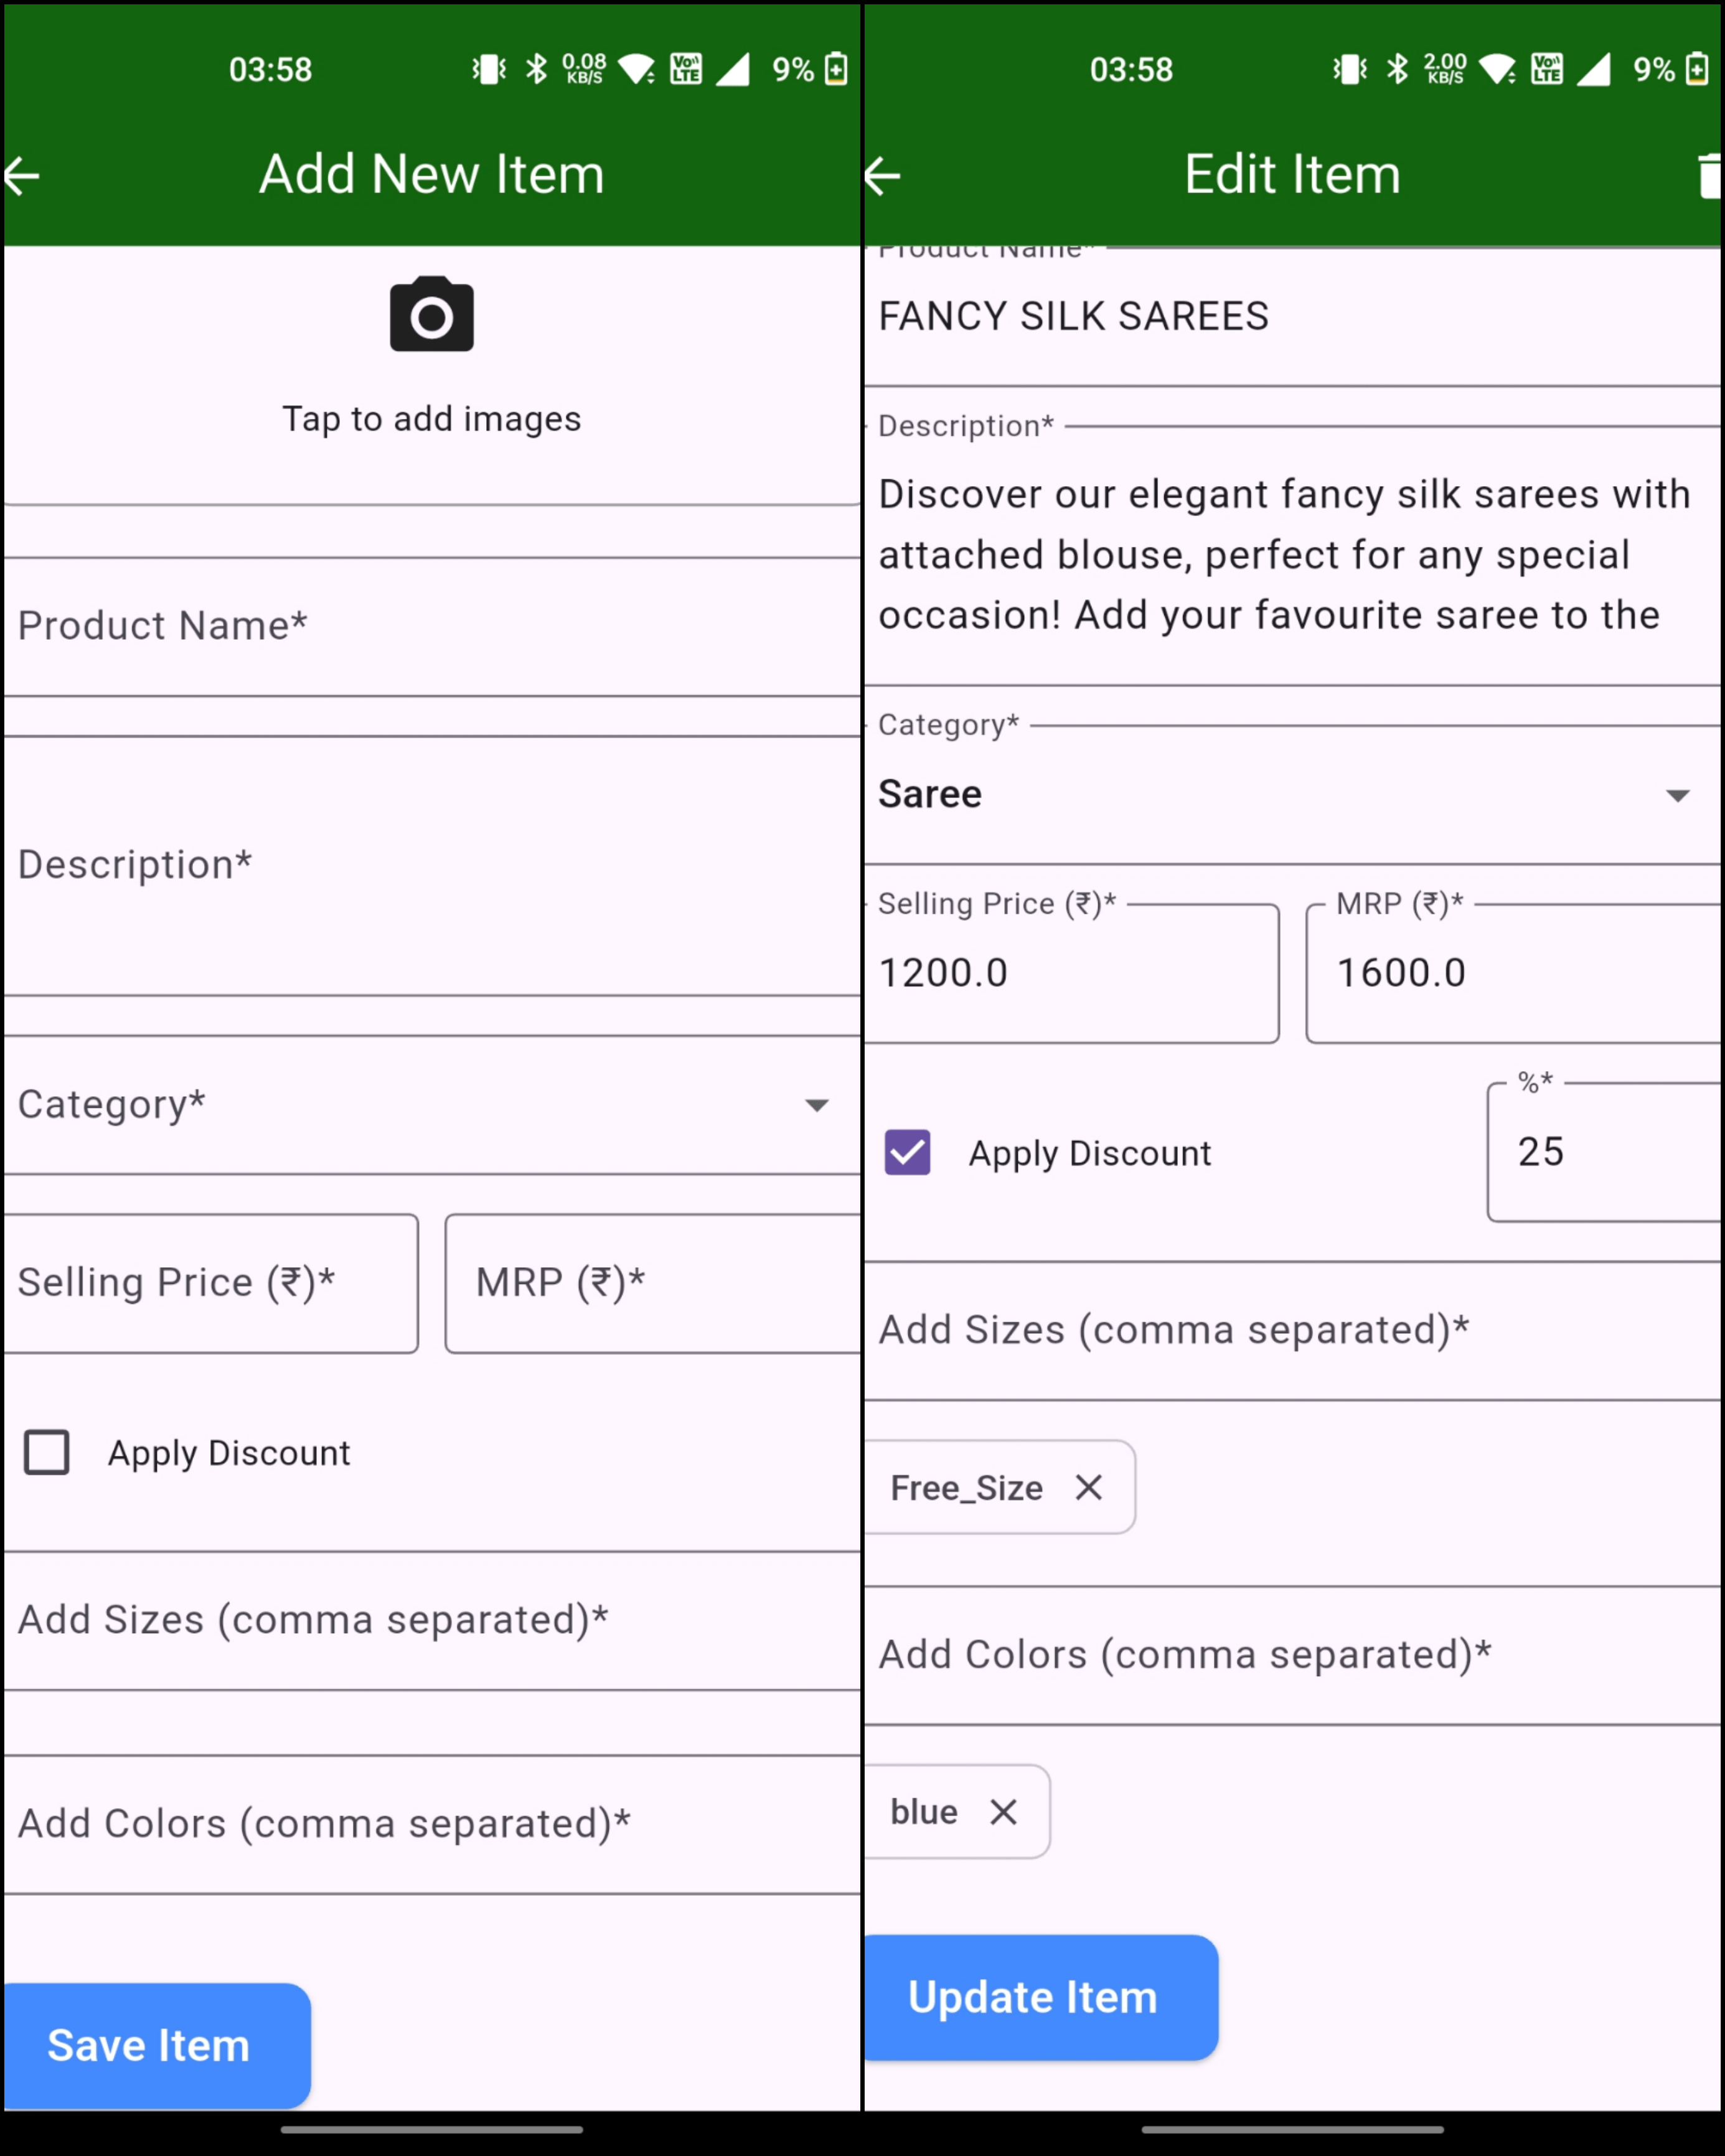 03:58
0.08
KB/S
Vo
LTE
9%
Add New Item
Tap to add images
Product Name*
Description*
Category*
Selling Price (₹)*
MRP (₹)*
Apply Discount
Add Sizes (comma separated)*
Add Colors (comma separated)*
Save Item
03:58
2.00
KB/S
Vo
LTE
9%
Edit Item
Product Name*
FANCY SILK SAREES
Description*
Discover our elegant fancy silk sarees with
attached blouse, perfect for any special
occasion! Add your favourite saree to the
Category*
Saree
Selling Price (₹)*
MRP (₹)*
1200.0
1600.0
%*
Apply Discount
25
Add Sizes (comma separated)*
Free_Size
Add Colors (comma separated)*
blue
Update Item